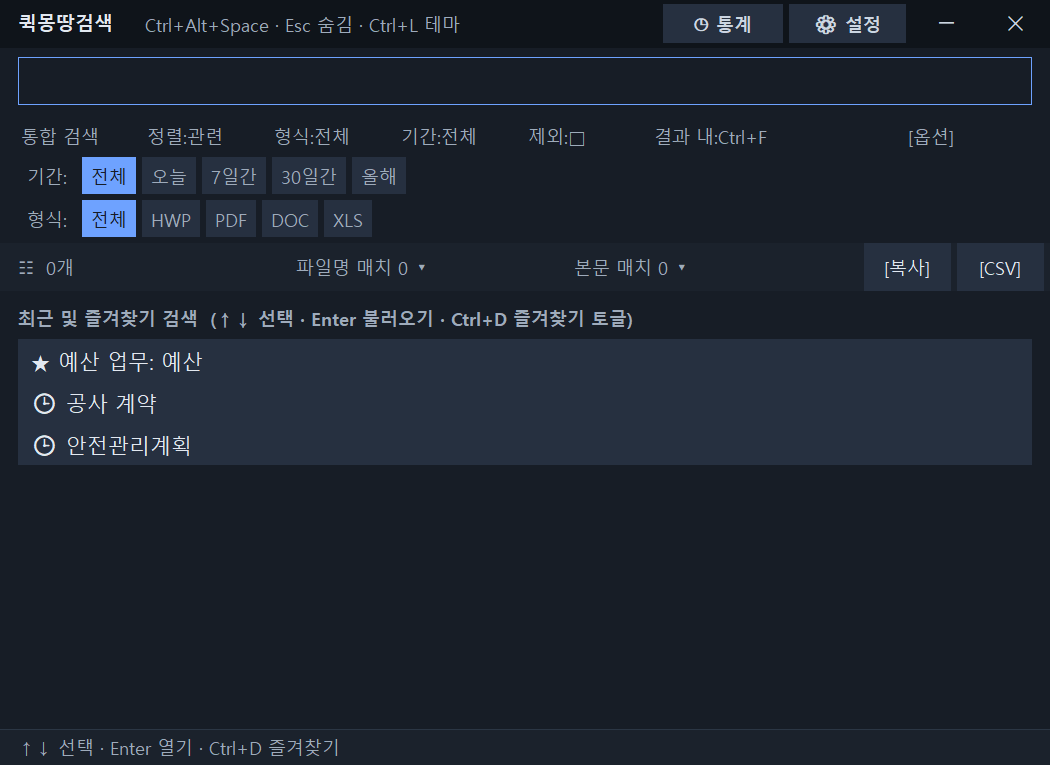 퀵몽땅검색 Ctrl+Alt+Space · Esc 숨김 · Ctrl+L 테마 ◷ 통계 설정
통합 검색 정렬:관련 형식:전체 기간:전체 제외:□ 결과 내:Ctrl+F [옵션]
기간: 전체 오늘 7일간 30일간 올해
형식: 전체 HWP PDF DOC XLS
☷ 0개 파일명 매치 0 ▾ 본문 매치 0 ▾ [복사] [CSV]
최근 및 즐겨찾기 검색 (↑↓ 선택 · Enter 불러오기 · Ctrl+D 즐겨찾기 토글)
★ 예산 업무: 예산
공사 계약
안전관리계획
↑↓ 선택 · Enter 열기 · Ctrl+D 즐겨찾기